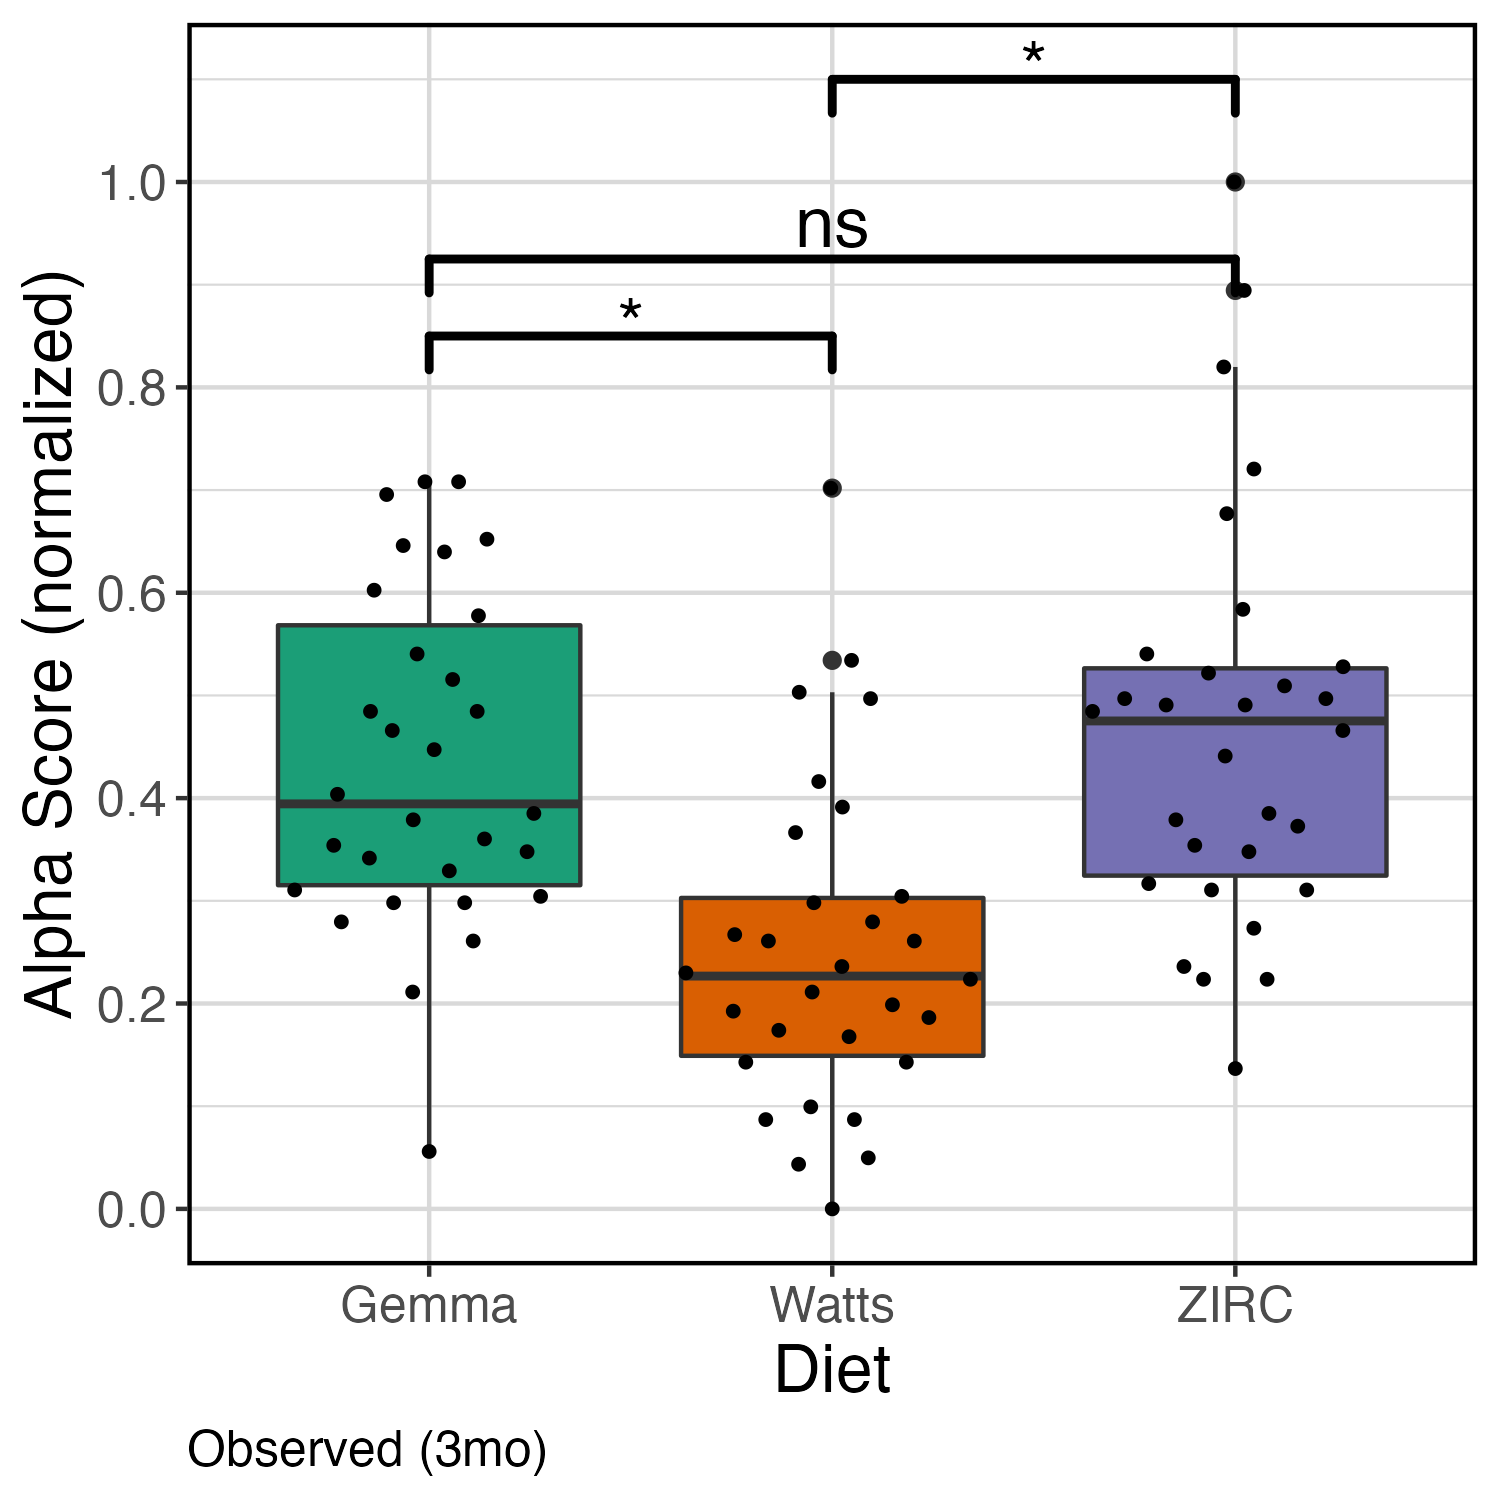 *
1.0
ns
*
0.8
0.6
0.4
0.2
0.0
Alpha Score (normalized)
Gemma Watts ZIRC
Diet
Observed (3mo)